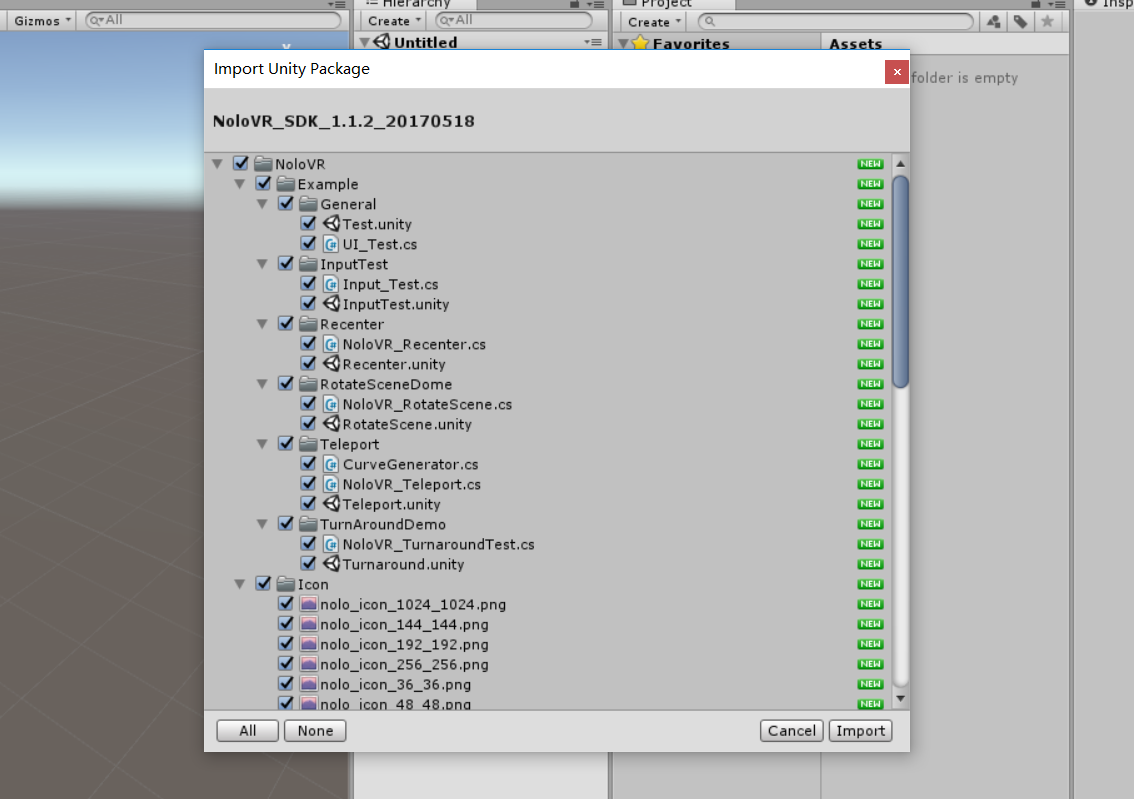 Hierarchy
Project
Insp
Gizmos
All
Create
All
Create
Untitled
Favorites
Assets
folder is empty
Import Unity Package
NoloVR_SDK_1.1.2_20170518
NoloVR NEW
Example NEW
General NEW
Test.unity NEW
UI_Test.cs NEW
InputTest NEW
Input_Test.cs NEW
InputTest.unity NEW
Recenter NEW
NoloVR_Recenter.cs NEW
Recenter.unity NEW
RotateSceneDome NEW
NoloVR_RotateScene.cs NEW
RotateScene.unity NEW
Teleport NEW
CurveGenerator.cs NEW
NoloVR_Teleport.cs NEW
Teleport.unity NEW
TurnAroundDemo NEW
NoloVR_TurnaroundTest.cs NEW
Turnaround.unity NEW
Icon NEW
nolo_icon_1024_1024.png NEW
nolo_icon_144_144.png NEW
nolo_icon_192_192.png NEW
nolo_icon_256_256.png NEW
nolo_icon_36_36.png NEW
nolo_icon_48_48.png NEW
All None Cancel Import